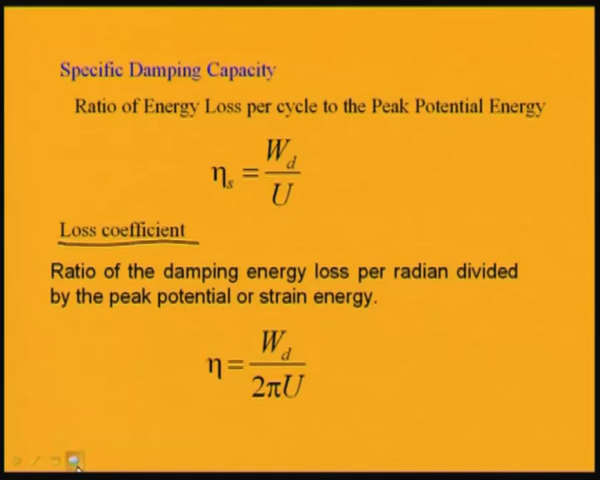 Specific Damping Capacity
Ratio of Energy Loss per cycle to the Peak Potential Energy
ηs = Wd / U
Loss coefficient
Ratio of the damping energy loss per radian divided
by the peak potential or strain energy.
η = Wd / 2πU